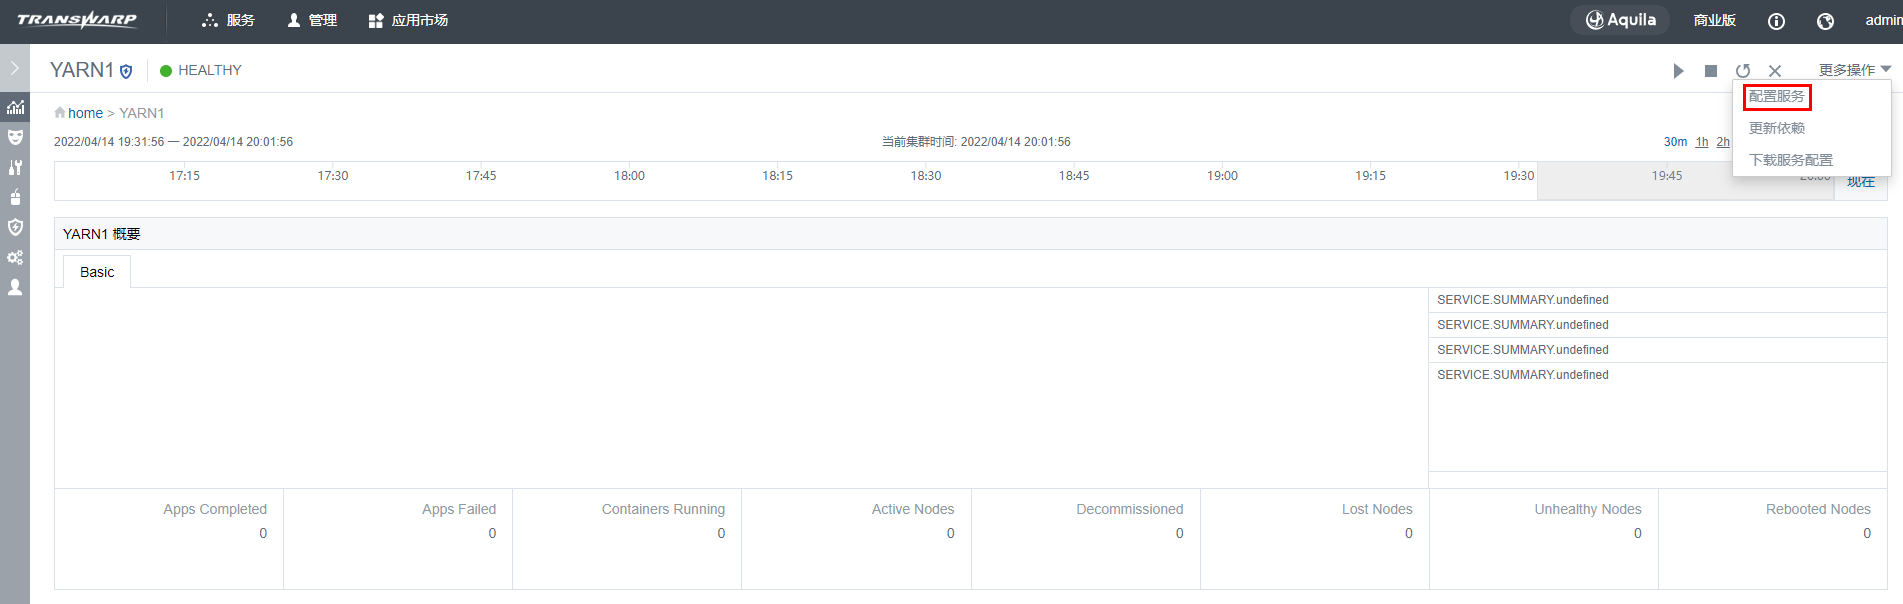 TRANSWARP 服务 管理 应用市场 Aquila 商业版 admin
YARN1 HEALTHY 更多操作
配置服务
更新依赖
下载服务配置
home > YARN1
2022/04/14 19:31:56 — 2022/04/14 20:01:56 当前集群时间: 2022/04/14 20:01:56 30m 1h 2h
17:15 17:30 17:45 18:00 18:15 18:30 18:45 19:00 19:15 19:30 19:45 20:00 现在
YARN1 概要
Basic
SERVICE.SUMMARY.undefined
SERVICE.SUMMARY.undefined
SERVICE.SUMMARY.undefined
SERVICE.SUMMARY.undefined
Apps Completed Apps Failed Containers Running Active Nodes Decommissioned Lost Nodes Unhealthy Nodes Rebooted Nodes
0 0 0 0 0 0 0 0